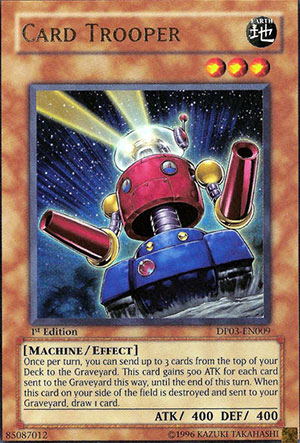 CARD TROOPER
EARTH
地
1st Edition
DP03-EN009
[MACHINE/EFFECT]
Once per turn, you can send up to 3 cards from the top of your
Deck to the Graveyard. This card gains 500 ATK for each card
sent to the Graveyard this way, until the end of this turn. When
this card on your side of the field is destroyed and sent to your
Graveyard, draw 1 card.
ATK/ 400 DEF/ 400
85087012
©1996 KAZUKI TAKAHASHI